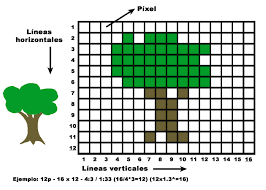 Píxel
Líneas
horizontales
1
2
3
4
5
6
7
8
9
10
11
12
1 2 3 4 5 6 7 8 9 10 11 12 13 14 15 16
Líneas verticales
Ejemplo: 12p - 16 x 12 - 4:3 / 1:33 (16/4*3=12) (12x1.3^=16)